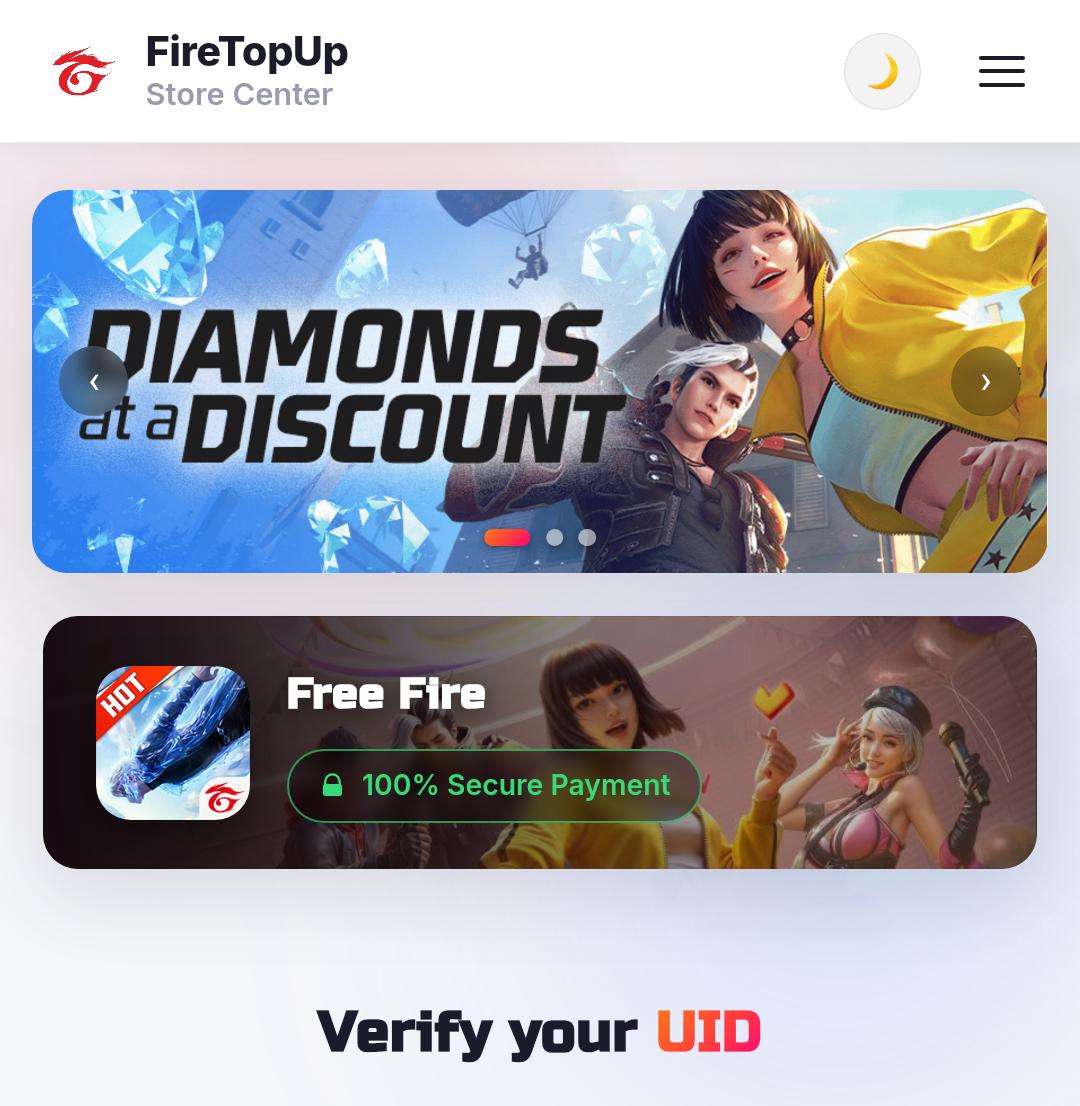 FireTopUp
Store Center
DIAMONDS
at a DISCOUNT
HOT
Free Fire
100% Secure Payment
Verify your UID